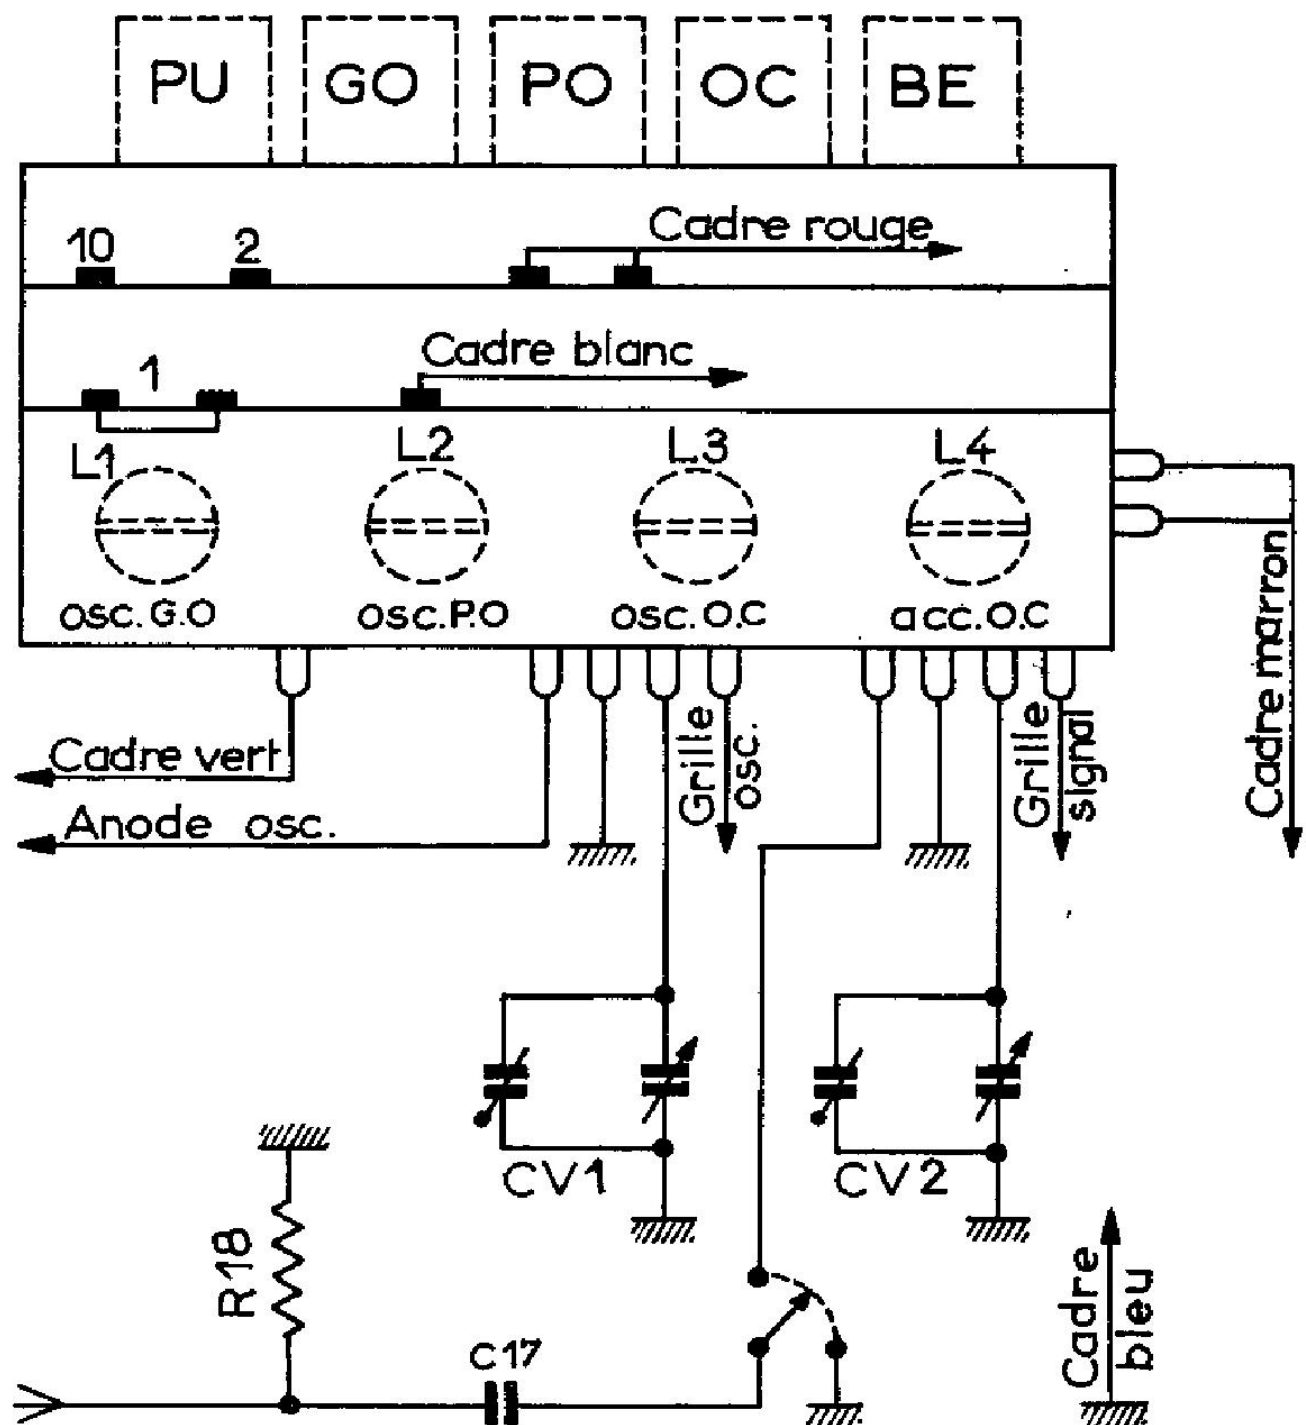 PU GO PO OC BE
Cadre rouge
10 2
Cadre blanc
1
L1 L2 L3 L4
osc.G.O osc.P.O osc.O.C acc.O.C
Cadre marron
Cadre vert
Grille
osc.
Grille
signal
Anode osc.
CV1 CV2
R18
C17
Cadre
bleu